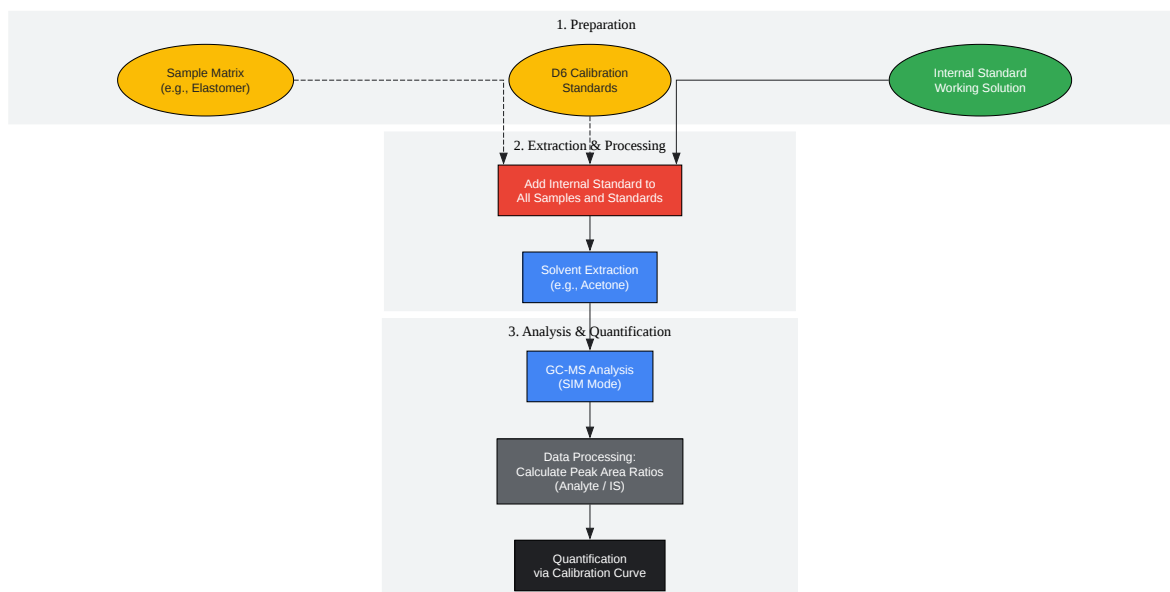 1. Preparation
Sample Matrix
(e.g., Elastomer)
D6 Calibration
Standards
Internal Standard
Working Solution
2. Extraction & Processing
Add Internal Standard to
All Samples and Standards
Solvent Extraction
(e.g., Acetone)
3. Analysis & Quantification
GC-MS Analysis
(SIM Mode)
Data Processing:
Calculate Peak Area Ratios
(Analyte / IS)
Quantification
via Calibration Curve